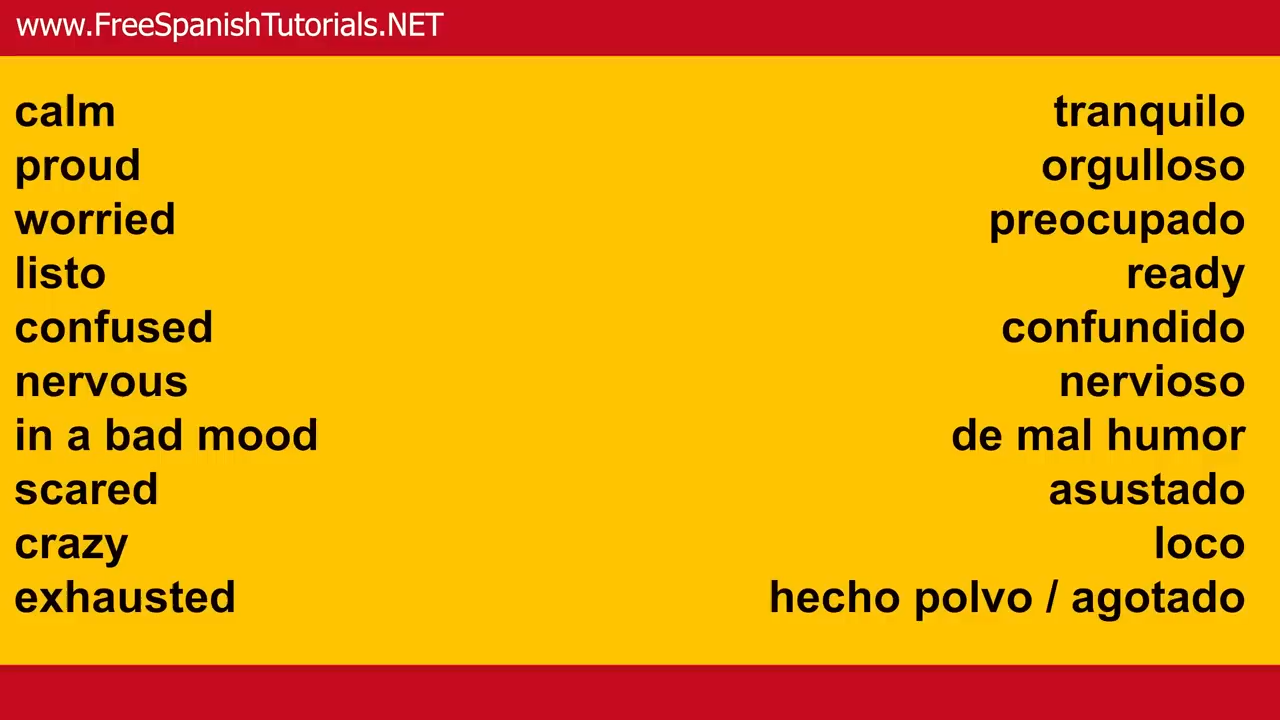 www.FreeSpanishTutorials.NET
calm tranquilo
proud orgulloso
worried preocupado
listo ready
confused confundido
nervous nervioso
in a bad mood de mal humor
scared asustado
crazy loco
exhausted hecho polvo / agotado